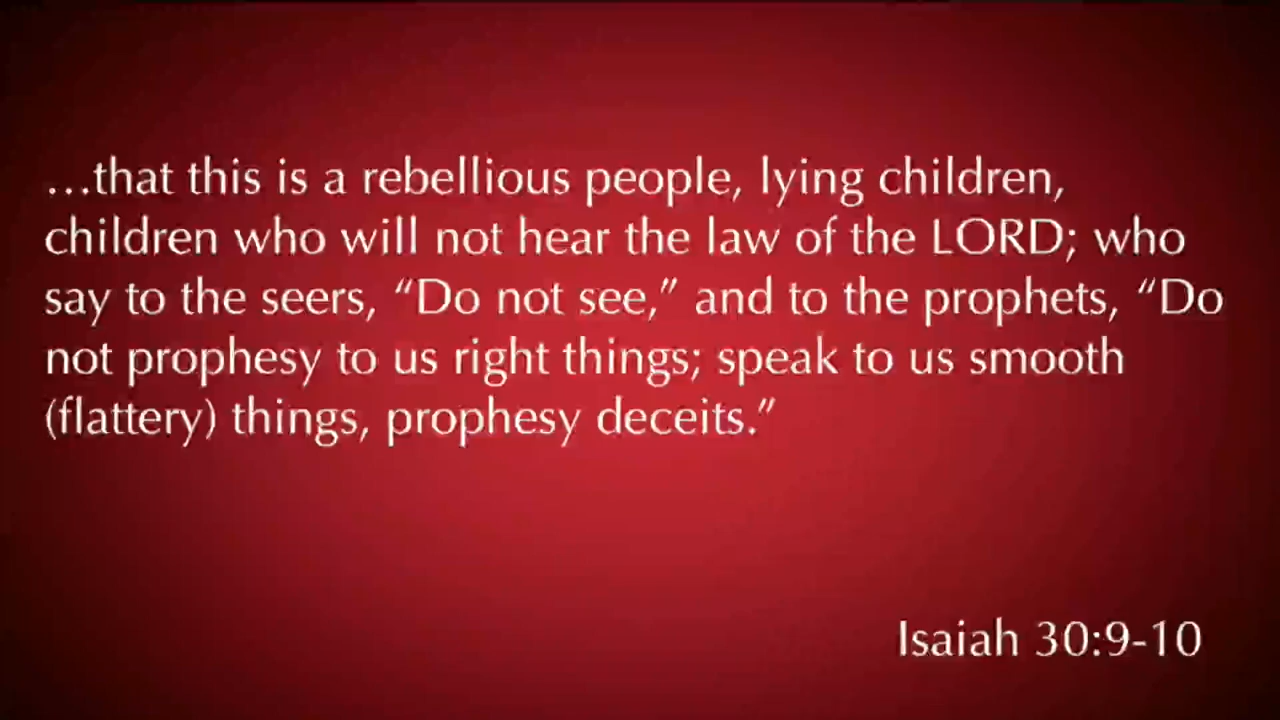 …that this is a rebellious people, lying children,
children who will not hear the law of the LORD; who
say to the seers, “Do not see,” and to the prophets, “Do
not prophesy to us right things; speak to us smooth
(flattery) things, prophesy deceits.”
Isaiah 30:9-10